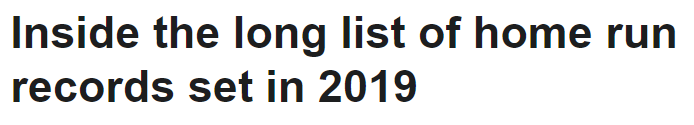 Inside the long list of home run
records set in 2019